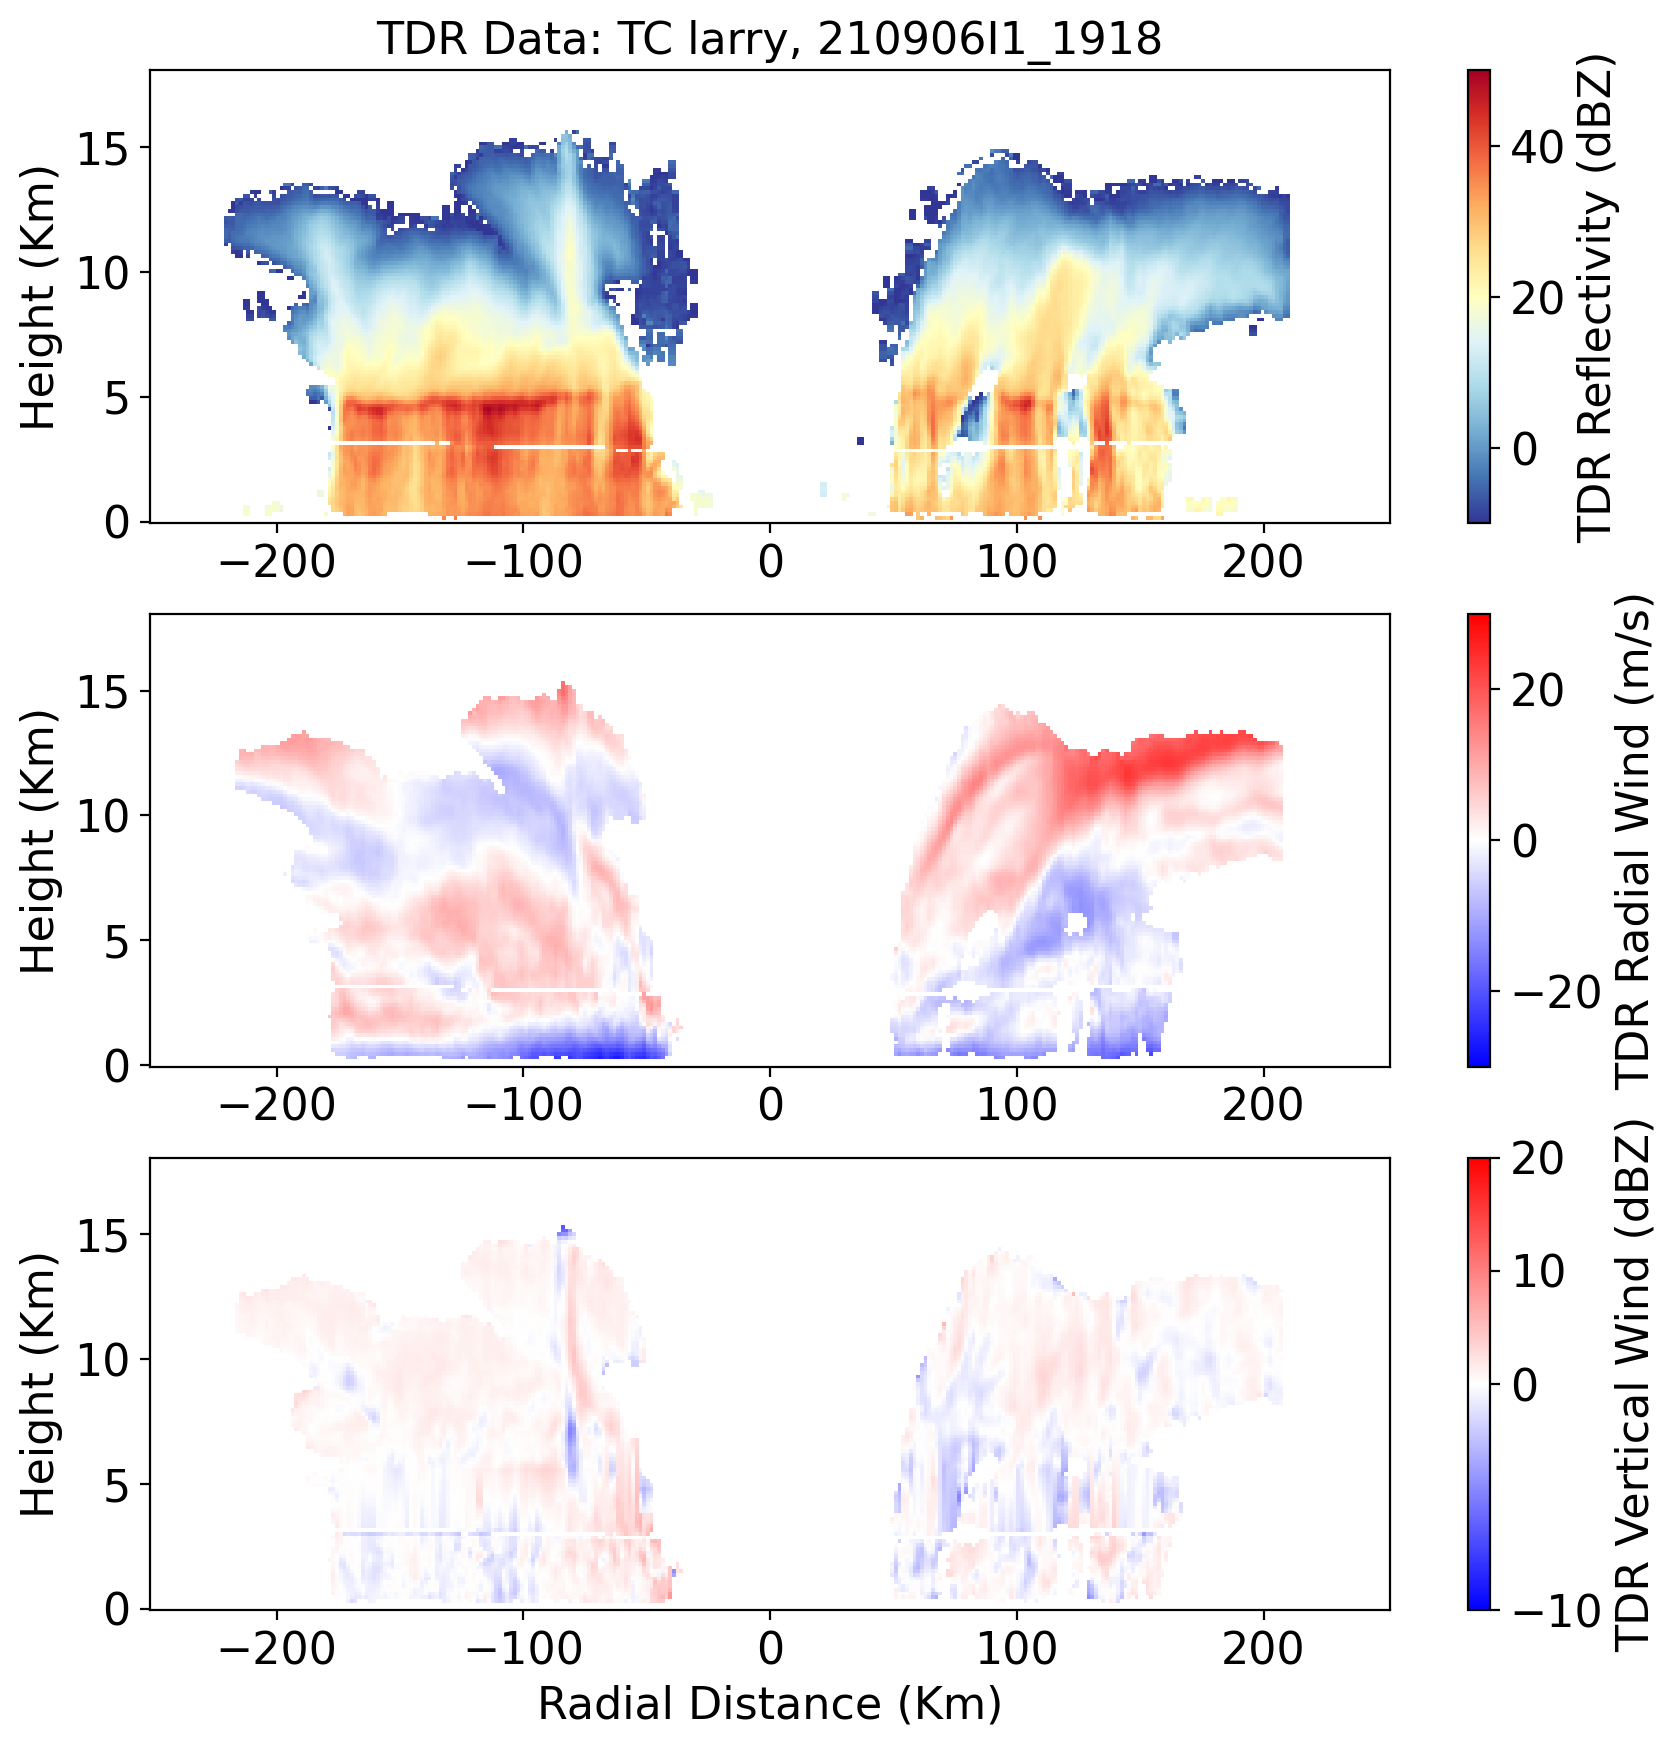 TDR Data: TC larry, 210906I1_1918
Height (Km)
15
10
5
0
−200 −100 0 100 200
40
20
0
TDR Reflectivity (dBZ)
Height (Km)
15
10
5
0
−200 −100 0 100 200
20
0
−20
TDR Radial Wind (m/s)
Height (Km)
15
10
5
0
−200 −100 0 100 200
Radial Distance (Km)
20
10
0
−10
TDR Vertical Wind (dBZ)